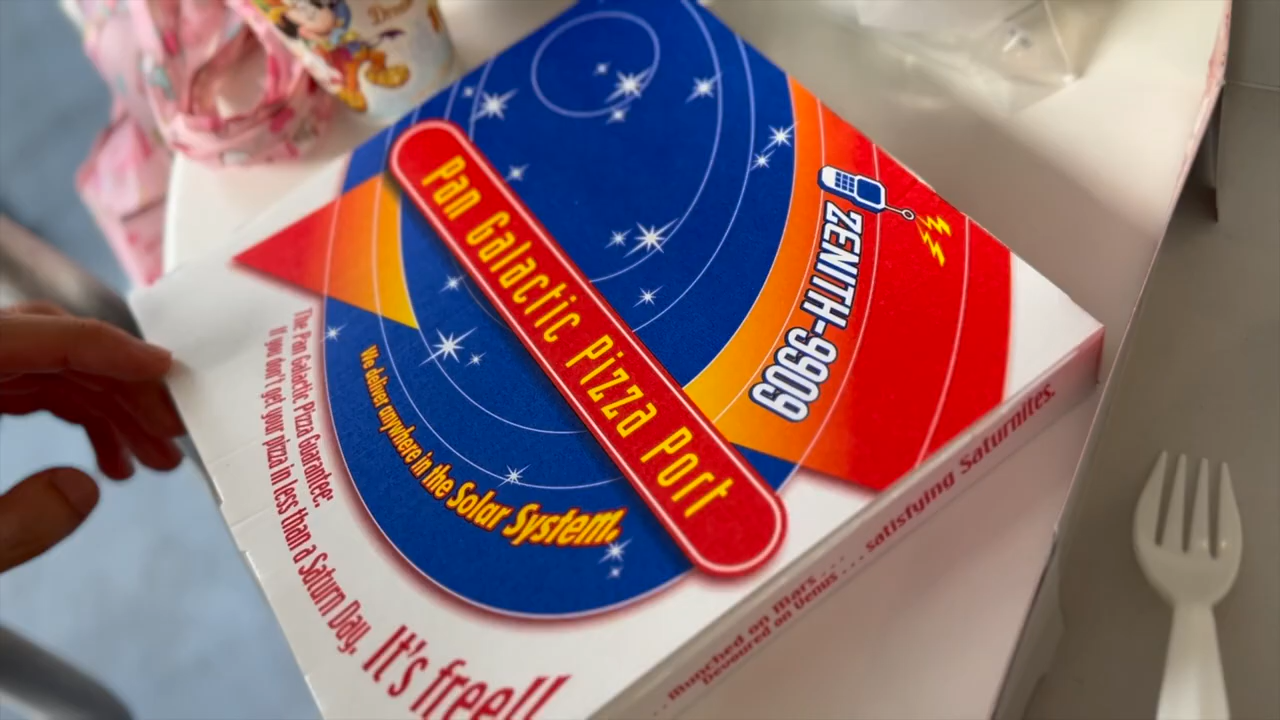 Pan Galactic Pizza Port
ZENITH-9909
We deliver anywhere in the Solar System.
The Pan Galactic Pizza Guarantee:
If you don't get your pizza in less than a Saturn Day,
It's free!!
..Munched on Mars...
Devoured on Venus... satisfying Saturnites.